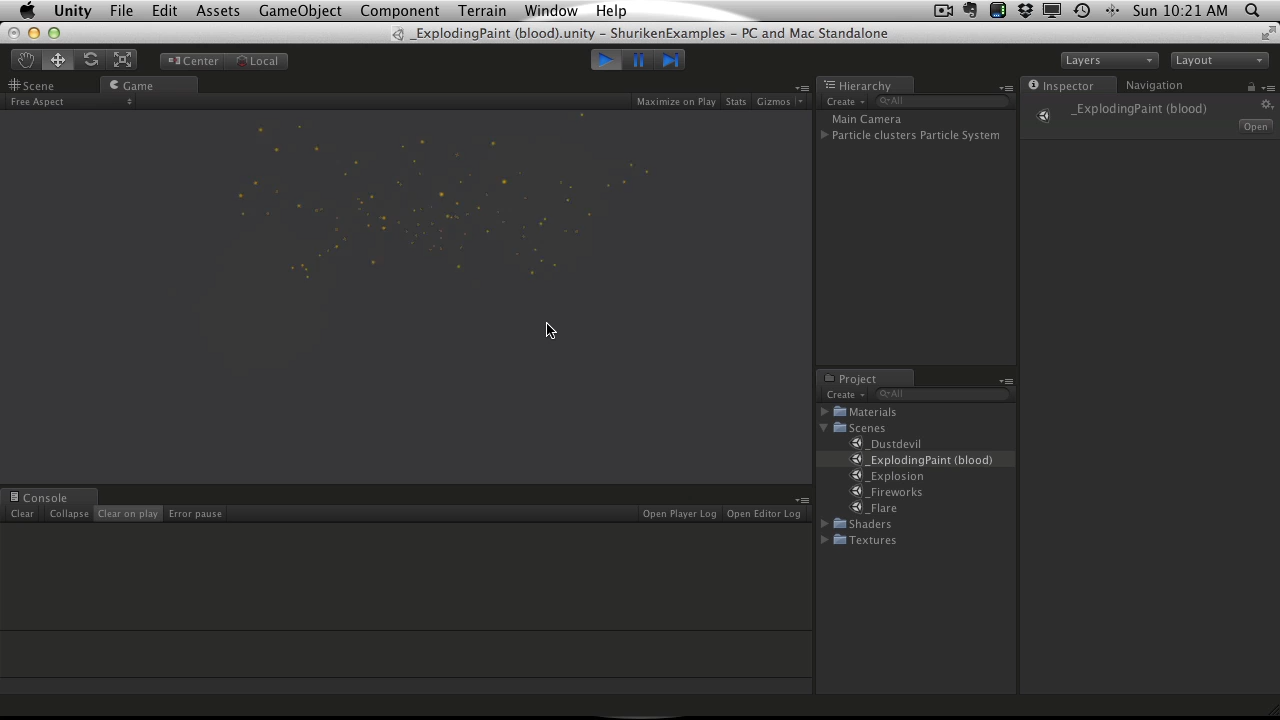 Unity File Edit Assets GameObject Component Terrain Window Help Sun 10:21 AM
_ExplodingPaint (blood).unity – ShurikenExamples – PC and Mac Standalone
Center Local Layers Layout
Scene Game
Free Aspect Maximize on Play Stats Gizmos
Hierarchy
Create All
Main Camera
Particle clusters Particle System
Inspector Navigation
_ExplodingPaint (blood)
Open
Project
Create All
Materials
Scenes
_Dustdevil
_ExplodingPaint (blood)
_Explosion
_Fireworks
_Flare
Shaders
Textures
Console
Clear Collapse Clear on play Error pause Open Player Log Open Editor Log